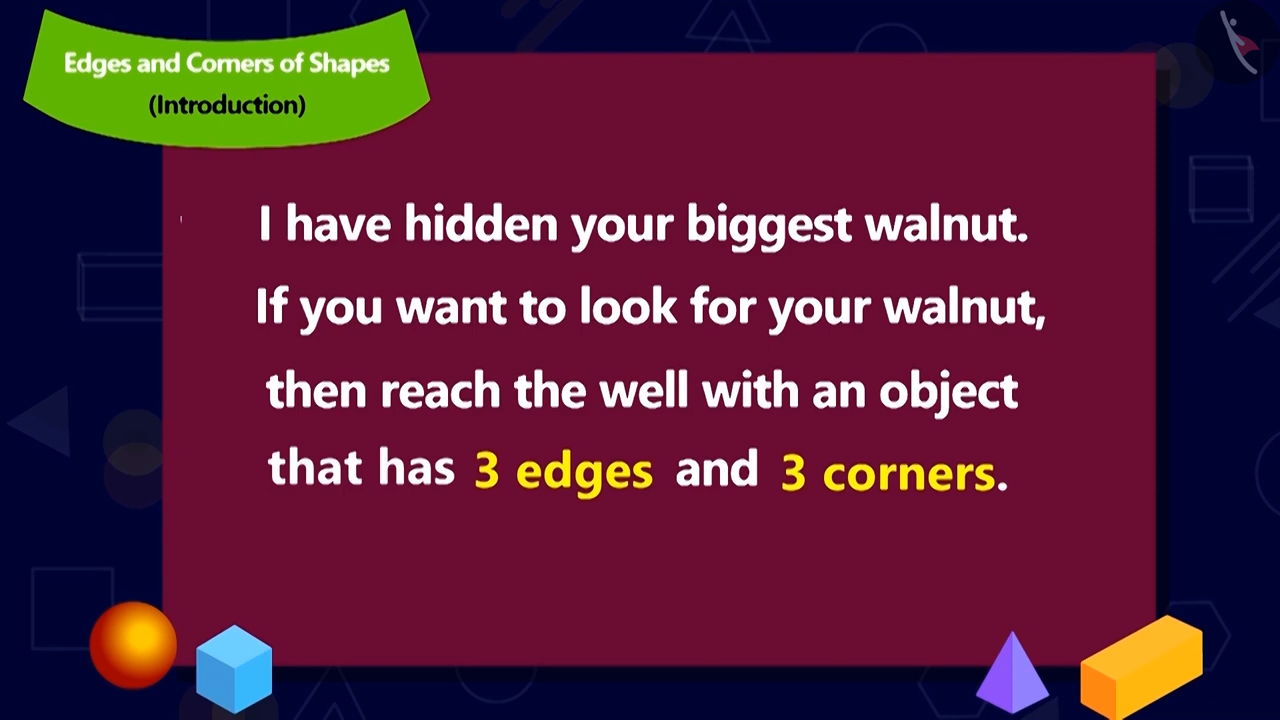 Edges and Corners of Shapes
(Introduction)
I have hidden your biggest walnut.
If you want to look for your walnut,
then reach the well with an object
that has 3 edges and 3 corners.